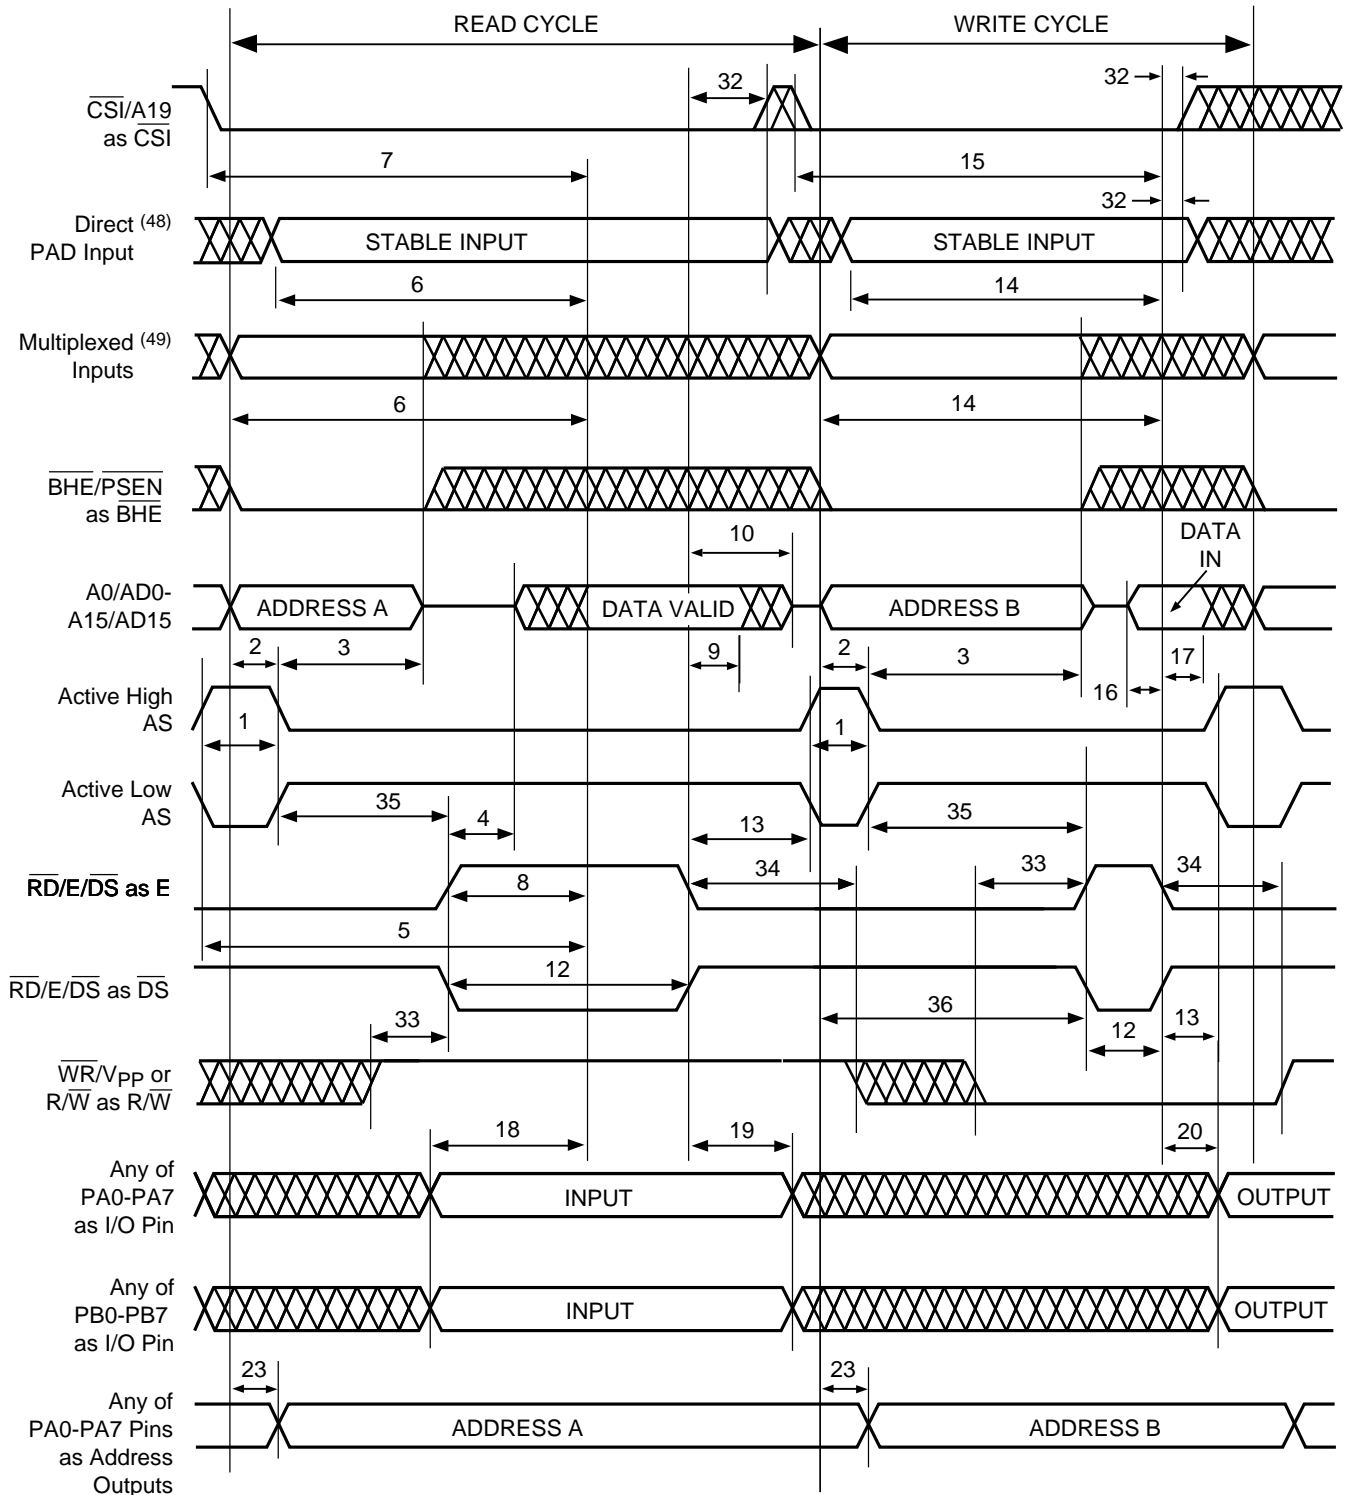 READ CYCLE
WRITE CYCLE
32
32
CSI/A19
as CSI
7
15
32
Direct (48)
PAD Input
STABLE INPUT
STABLE INPUT
6
14
Multiplexed (49)
Inputs
6
14
BHE/PSEN
as BHE
10
DATA
IN
A0/AD0-
A15/AD15
ADDRESS A
DATA VALID
ADDRESS B
2
3
9
2
3
17
16
Active High
AS
1
1
Active Low
AS
35
4
13
35
34
33
34
RD/E/DS as E
8
5
RD/E/DS as DS
12
36
33
12
13
WR/VPP or
R/W as R/W
18
19
20
Any of
PA0-PA7
as I/O Pin
INPUT
OUTPUT
Any of
PB0-PB7
as I/O Pin
INPUT
OUTPUT
23
23
Any of
PA0-PA7 Pins
as Address
Outputs
ADDRESS A
ADDRESS B